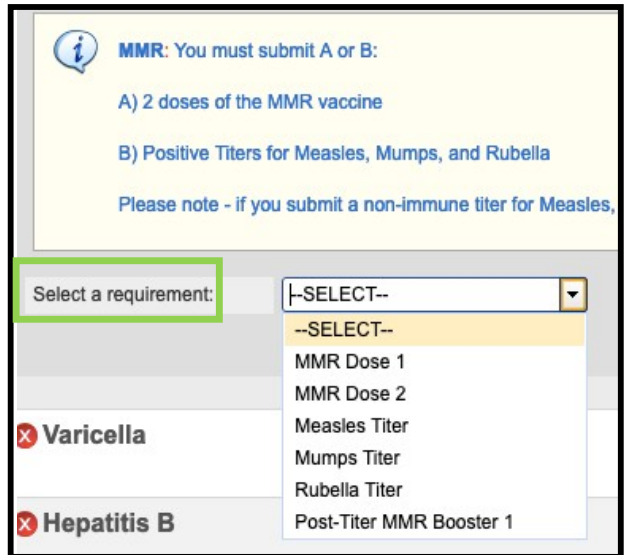 MMR: You must submit A or B:
A) 2 doses of the MMR vaccine
B) Positive Titers for Measles, Mumps, and Rubella
Please note - if you submit a non-immune titer for Measles,
Select a requirement: --SELECT--
--SELECT--
MMR Dose 1
MMR Dose 2
Measles Titer
Mumps Titer
Rubella Titer
Post-Titer MMR Booster 1
Varicella
Hepatitis B